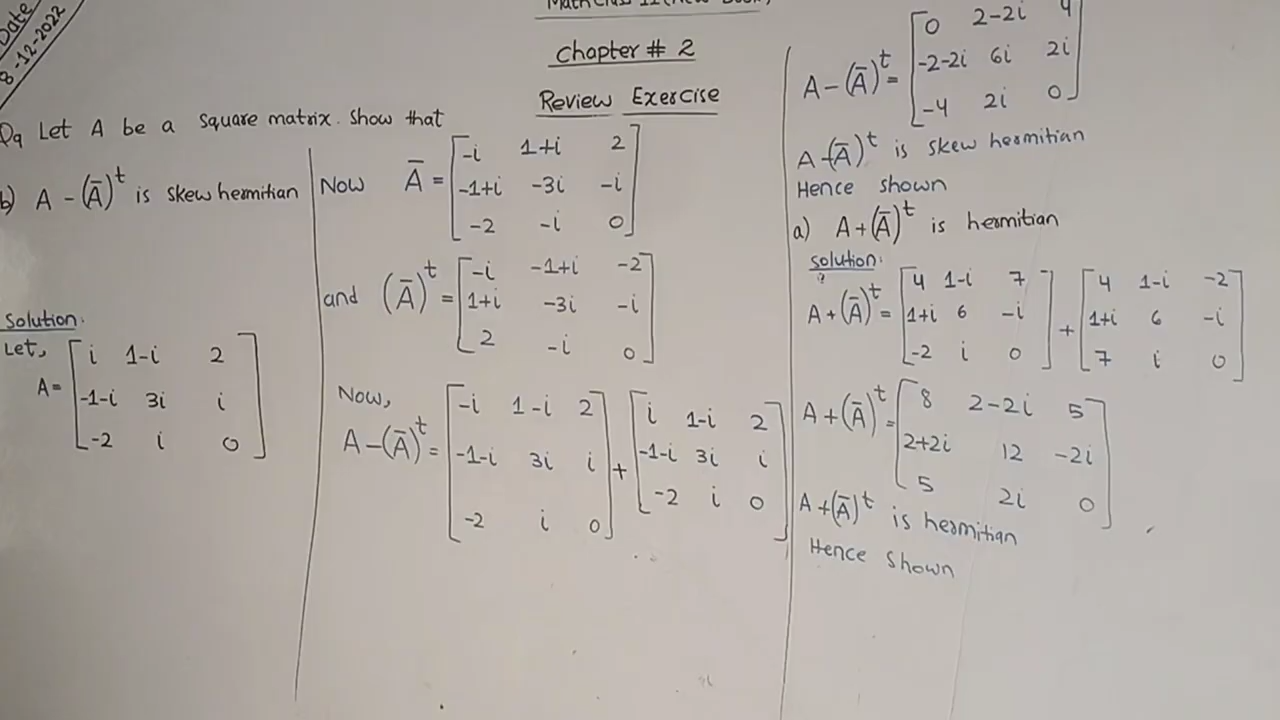 Date
8-12-2022
Chapter # 2
Review Exercise
Q9 Let A be a square matrix. Show that
b) A - (Ā)^t is skew hermitian
Solution.
Let,
A = [ i 1-i 2
-1-i 3i i
-2 i 0 ]
Now Ā = [ -i 1+i 2
-1+i -3i -i
-2 -i 0 ]
and (Ā)^t = [ -i -1+i -2
1+i -3i -i
2 -i 0 ]
Now,
A - (Ā)^t = [ -i 1-i 2
-1-i 3i i
-2 i 0 ] + [ i 1-i 2
-1-i 3i i
-2 i 0 ]
A - (Ā)^t = [ 0 2-2i 4
-2-2i 6i 2i
-4 2i 0 ]
A - (Ā)^t is skew hermitian
Hence shown
a) A + (Ā)^t is hermitian
Solution:
A + (Ā)^t = [ 4 1-i 7
1+i 6 -i
-2 i 0 ] + [ 4 1-i -2
1+i 6 -i
7 i 0 ]
A + (Ā)^t = [ 8 2-2i 5
2+2i 12 -2i
5 2i 0 ]
A + (Ā)^t is hermitian
Hence shown